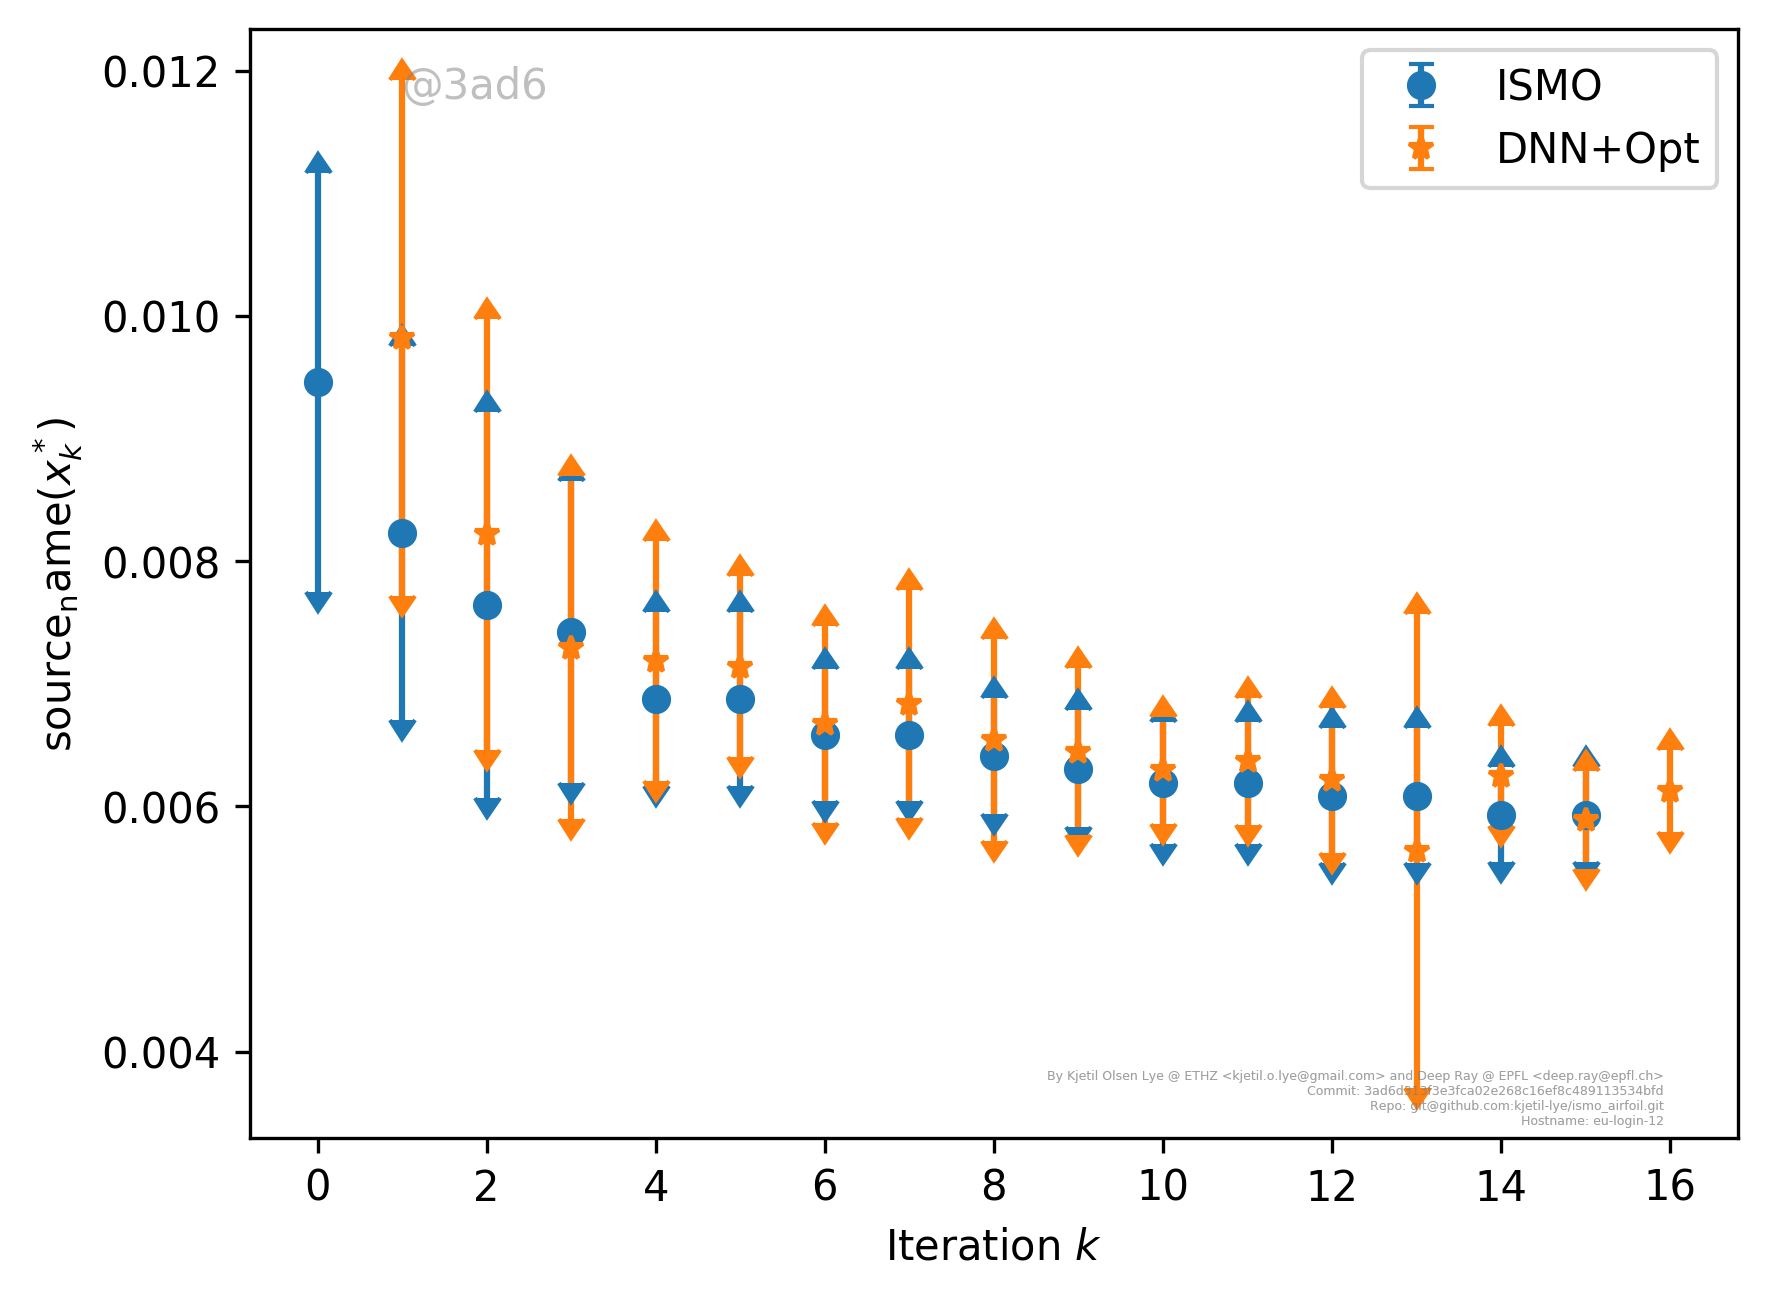 @3ad6
ISMO
DNN+Opt
0.012
0.010
0.008
0.006
0.004
source_name(x_k^*)
By Kjetil Olsen Lye @ ETHZ <kjetil.o.lye@gmail.com> and Deep Ray @ EPFL <deep.ray@epfl.ch>
Repo: git@github.com:kjetil-lye/ismo_airfoil.git
Hostname: eu-login-12
0 2 4 6 8 10 12 14 16
Iteration k